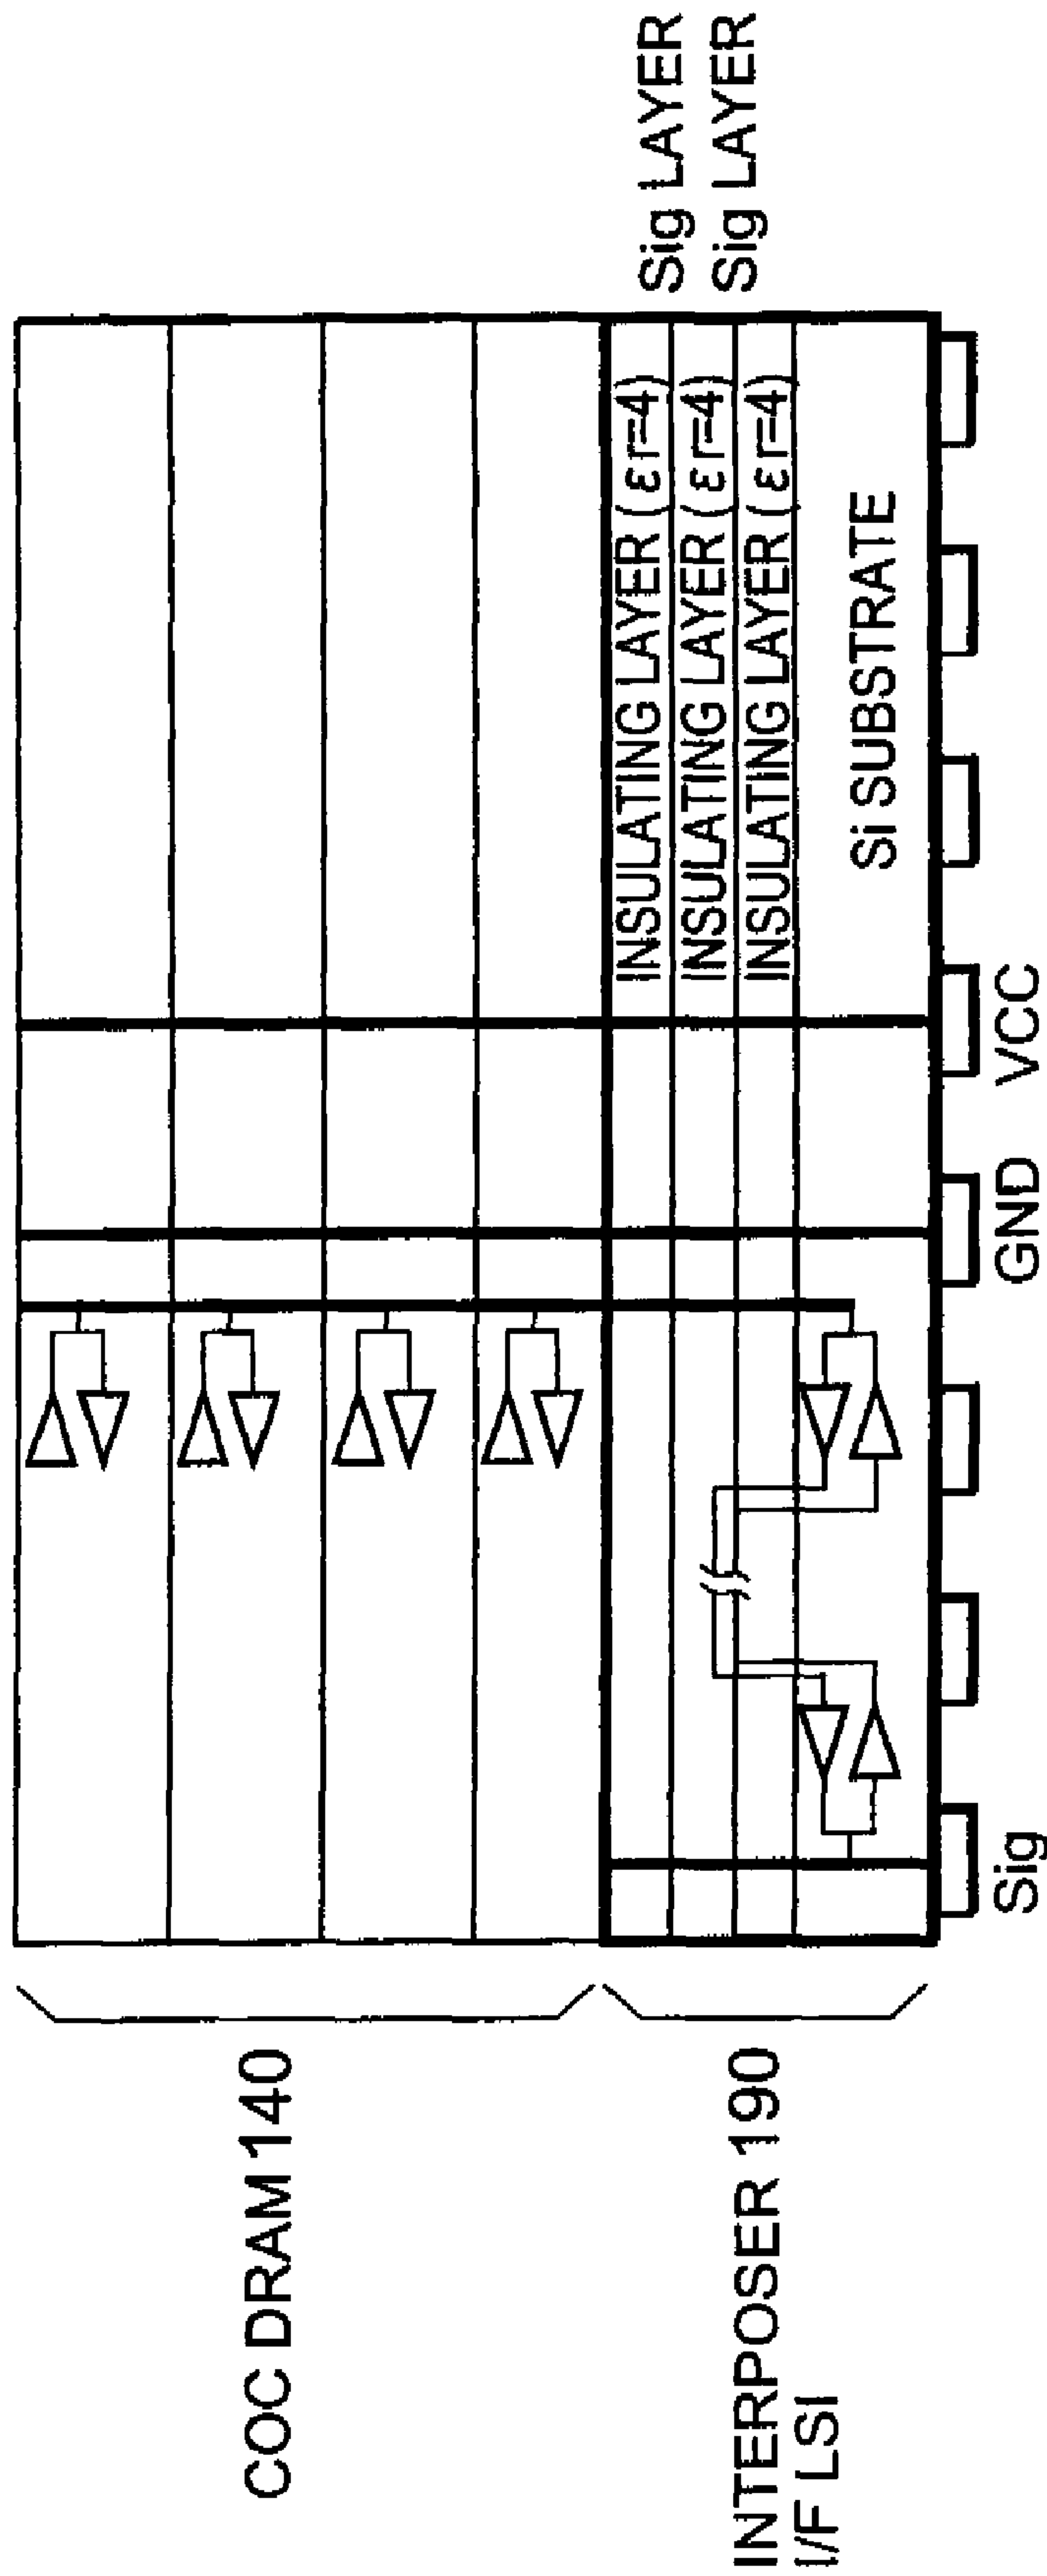 COC DRAM 140
INTERPOSER 190
I/F LSI
INSULATING LAYER (εr=4)
INSULATING LAYER (εr=4)
INSULATING LAYER (εr=4)
Si SUBSTRATE
Sig LAYER
Sig LAYER
Sig
GND
VCC